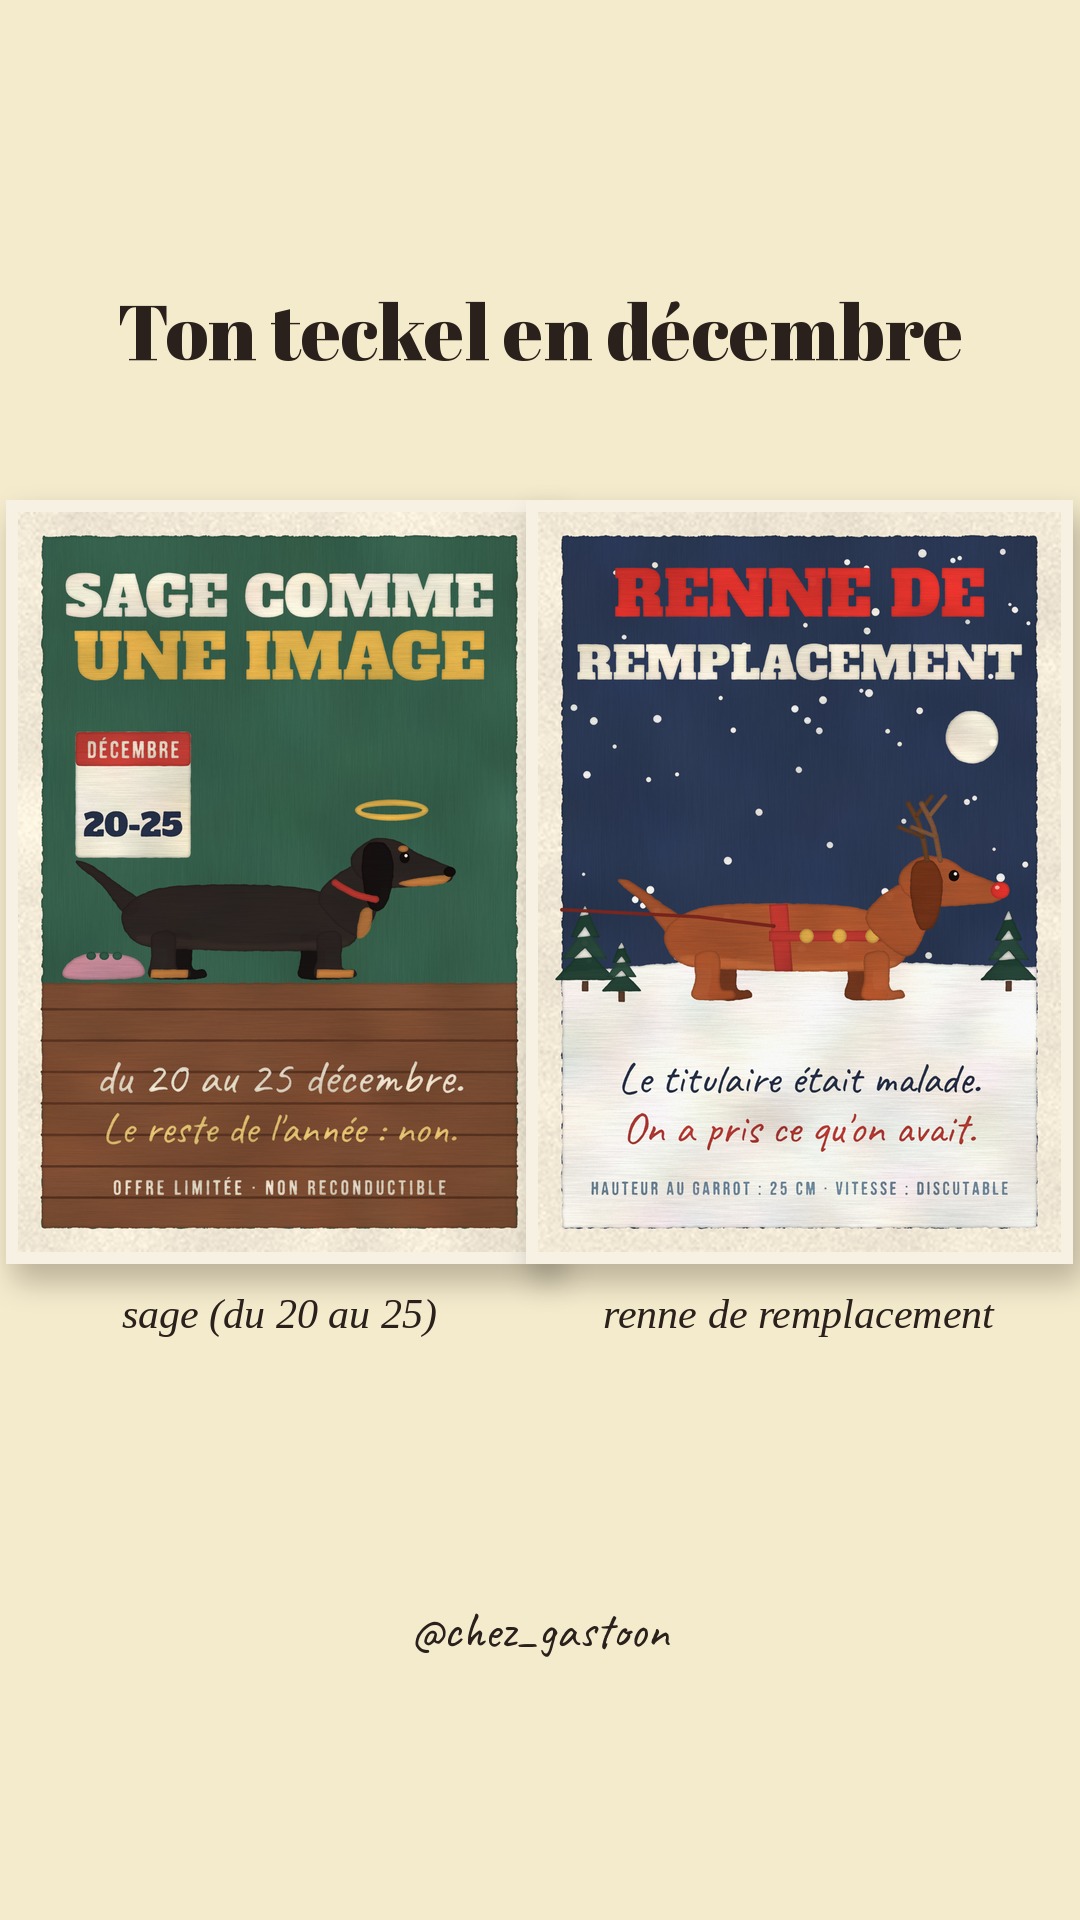 Ton teckel en décembre
SAGE COMME
UNE IMAGE
DÉCEMBRE
20-25
du 20 au 25 décembre.
Le reste de l'année : non.
OFFRE LIMITÉE · NON RECONDUCTIBLE
RENNE DE
REMPLACEMENT
Le titulaire était malade.
On a pris ce qu'on avait.
HAUTEUR AU GARROT : 25 CM · VITESSE : DISCUTABLE
sage (du 20 au 25)
renne de remplacement
@chez_gastoon